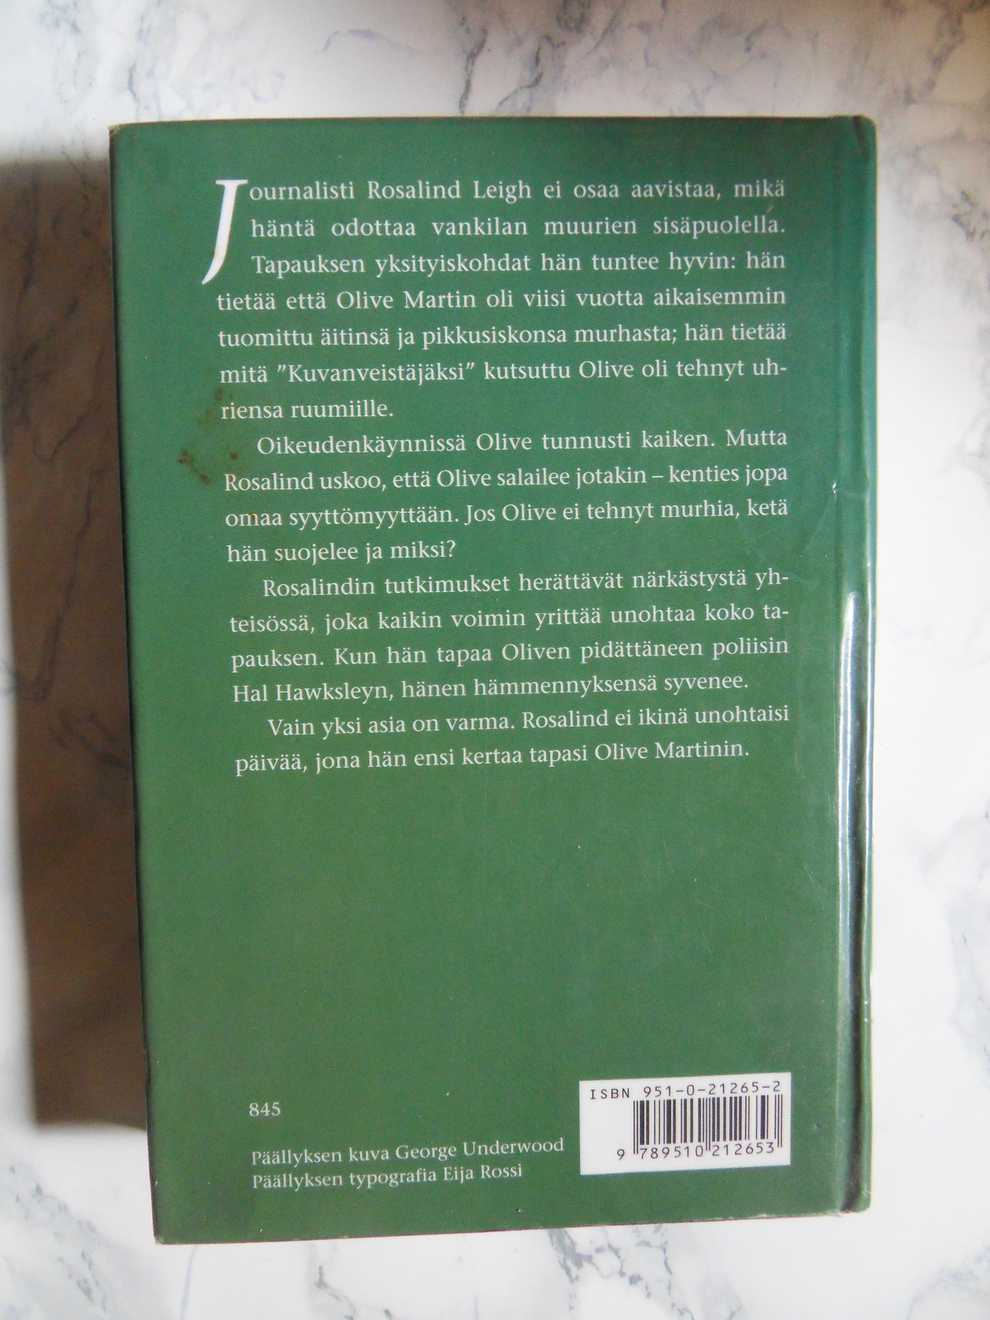 Journalisti Rosalind Leigh ei osaa aavistaa, mikä
häntä odottaa vankilan muurien sisäpuolella.
Tapauksen yksityiskohdat hän tuntee hyvin: hän
tietää että Olive Martin oli viisi vuotta aikaisemmin
tuomittu äitinsä ja pikkusiskonsa murhasta; hän tietää
mitä ”Kuvanveistäjäksi” kutsuttu Olive oli tehnyt uh-
riensa ruumiille.
Oikeudenkäynnissä Olive tunnusti kaiken. Mutta
Rosalind uskoo, että Olive salailee jotakin – kenties jopa
omaa syyttömyyttään. Jos Olive ei tehnyt murhia, ketä
hän suojelee ja miksi?
Rosalindin tutkimukset herättävät närkästystä yh-
teisössä, joka kaikin voimin yrittää unohtaa koko ta-
pauksen. Kun hän tapaa Oliven pidättäneen poliisin
Hal Hawksleyn, hänen hämmennyksensä syvenee.
Vain yksi asia on varma. Rosalind ei ikinä unohtaisi
päivää, jona hän ensi kertaa tapasi Olive Martinin.
845
Päällyksen kuva George Underwood
Päällyksen typografia Eija Rossi
ISBN 951-0-21265-2
9 789510 212653